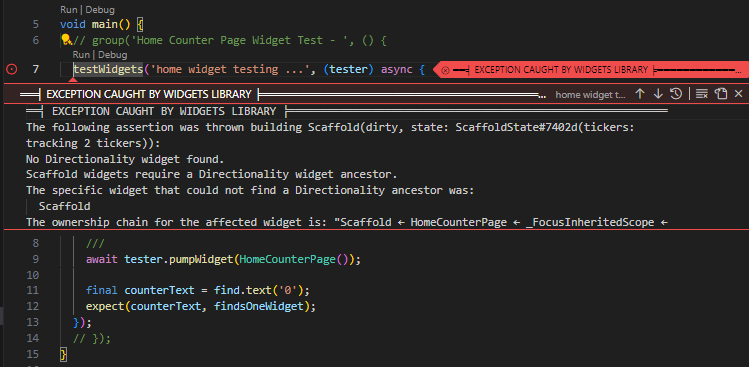 Run | Debug
5 void main() {
6 // group('Home Counter Page Widget Test - ', () {
Run | Debug
7 testWidgets('home widget testing ...', (tester) async { ══╡ EXCEPTION CAUGHT BY WIDGETS LIBRARY ╞═══════════════...
══╡ EXCEPTION CAUGHT BY WIDGETS LIBRARY ╞═══════════════════════════════════════════... home widget t...
══╡ EXCEPTION CAUGHT BY WIDGETS LIBRARY ╞═══════════════════════════════════════════════════════════
The following assertion was thrown building Scaffold(dirty, state: ScaffoldState#7402d(tickers:
tracking 2 tickers)):
No Directionality widget found.
Scaffold widgets require a Directionality widget ancestor.
The specific widget that could not find a Directionality ancestor was:
Scaffold
The ownership chain for the affected widget is: "Scaffold ← HomeCounterPage ← _FocusInheritedScope ←
8 ///
9 await tester.pumpWidget(HomeCounterPage());
10
11 final counterText = find.text('0');
12 expect(counterText, findsOneWidget);
13 });
14 // });
15 }